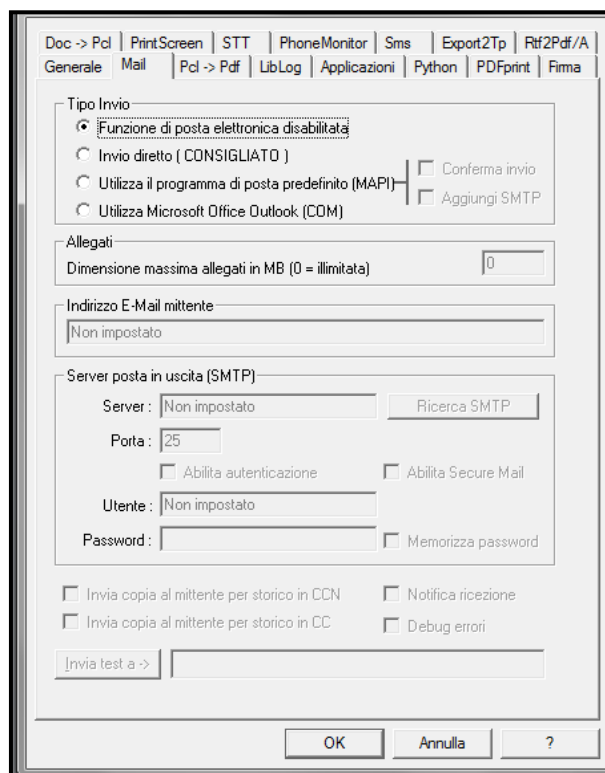 Doc -> Pcl PrintScreen STT PhoneMonitor Sms Export2Tp Rtf2Pdf/A
Generale Mail Pcl -> Pdf LibLog Applicazioni Python PDFprint Firma
Tipo Invio
Funzione di posta elettronica disabilitata
Invio diretto ( CONSIGLIATO )
Utilizza il programma di posta predefinito (MAPI)
Utilizza Microsoft Office Outlook (COM)
Conferma invio
Aggiungi SMTP
Allegati
Dimensione massima allegati in MB (0 = illimitata) 0
Indirizzo E-Mail mittente
Non impostato
Server posta in uscita (SMTP)
Server : Non impostato Ricerca SMTP
Porta : 25
Abilita autenticazione Abilita Secure Mail
Utente : Non impostato
Password : Memorizza password
Invia copia al mittente per storico in CCN Notifica ricezione
Invia copia al mittente per storico in CC Debug errori
Invia test a ->
OK Annulla ?